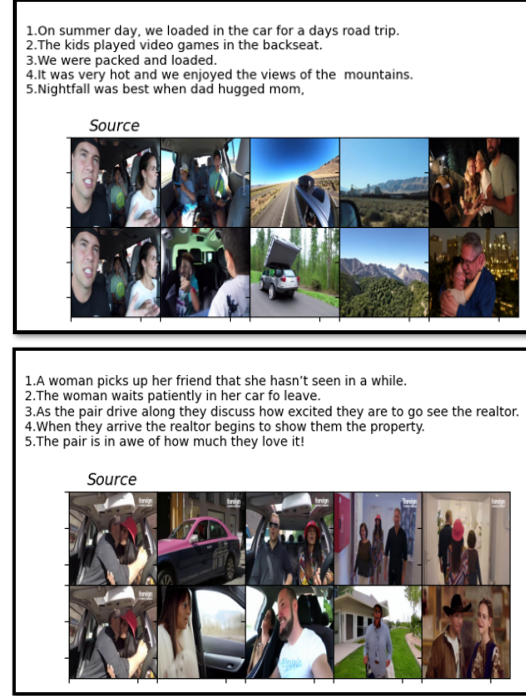 1.On summer day, we loaded in the car for a days road trip.
2.The kids played video games in the backseat.
3.We were packed and loaded.
4.It was very hot and we enjoyed the views of the mountains.
5.Nightfall was best when dad hugged mom,
Source
1.A woman picks up her friend that she hasn't seen in a while.
2.The woman waits patiently in her car fo leave.
3.As the pair drive along they discuss how excited they are to go see the realtor.
4.When they arrive the realtor begins to show them the property.
5.The pair is in awe of how much they love it!
Source